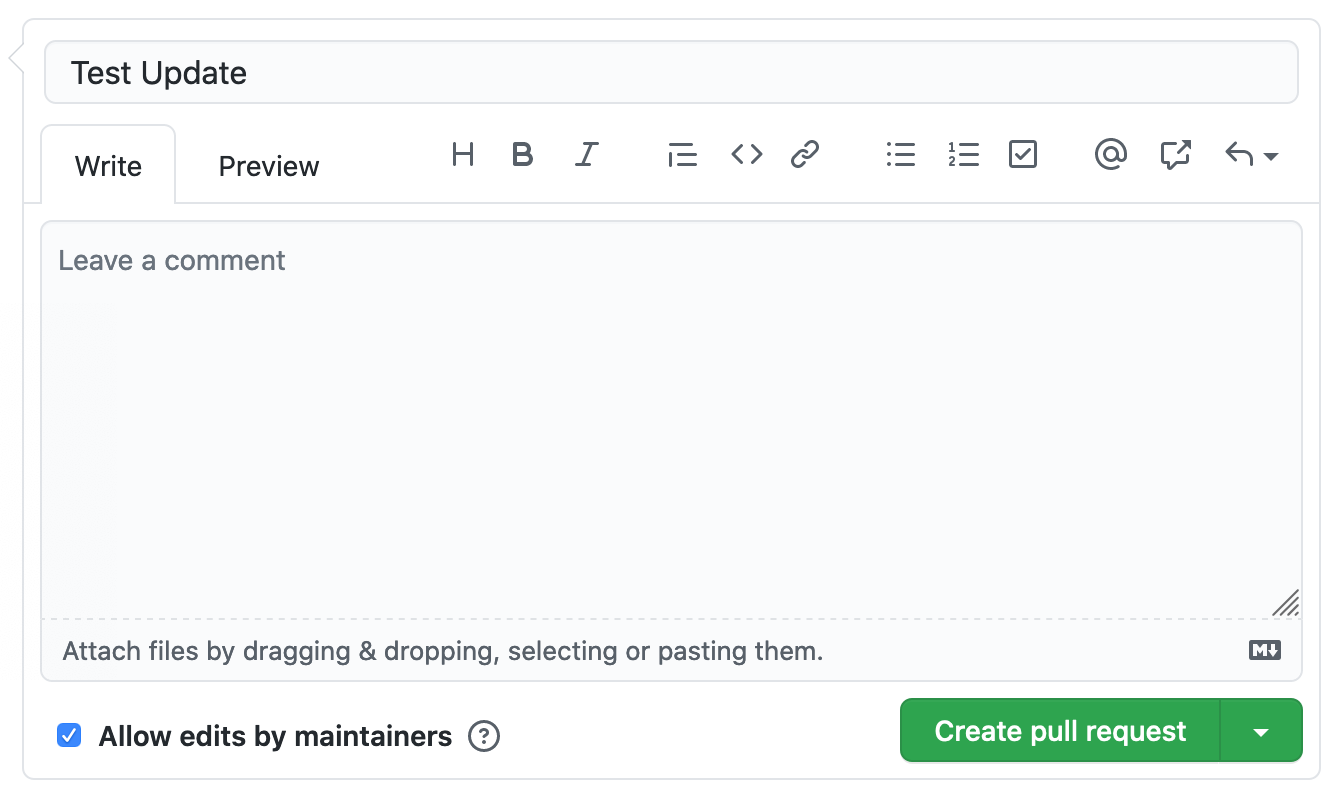 Test Update
Write Preview H B I
Leave a comment
Attach files by dragging & dropping, selecting or pasting them.
M
Allow edits by maintainers ? Create pull request